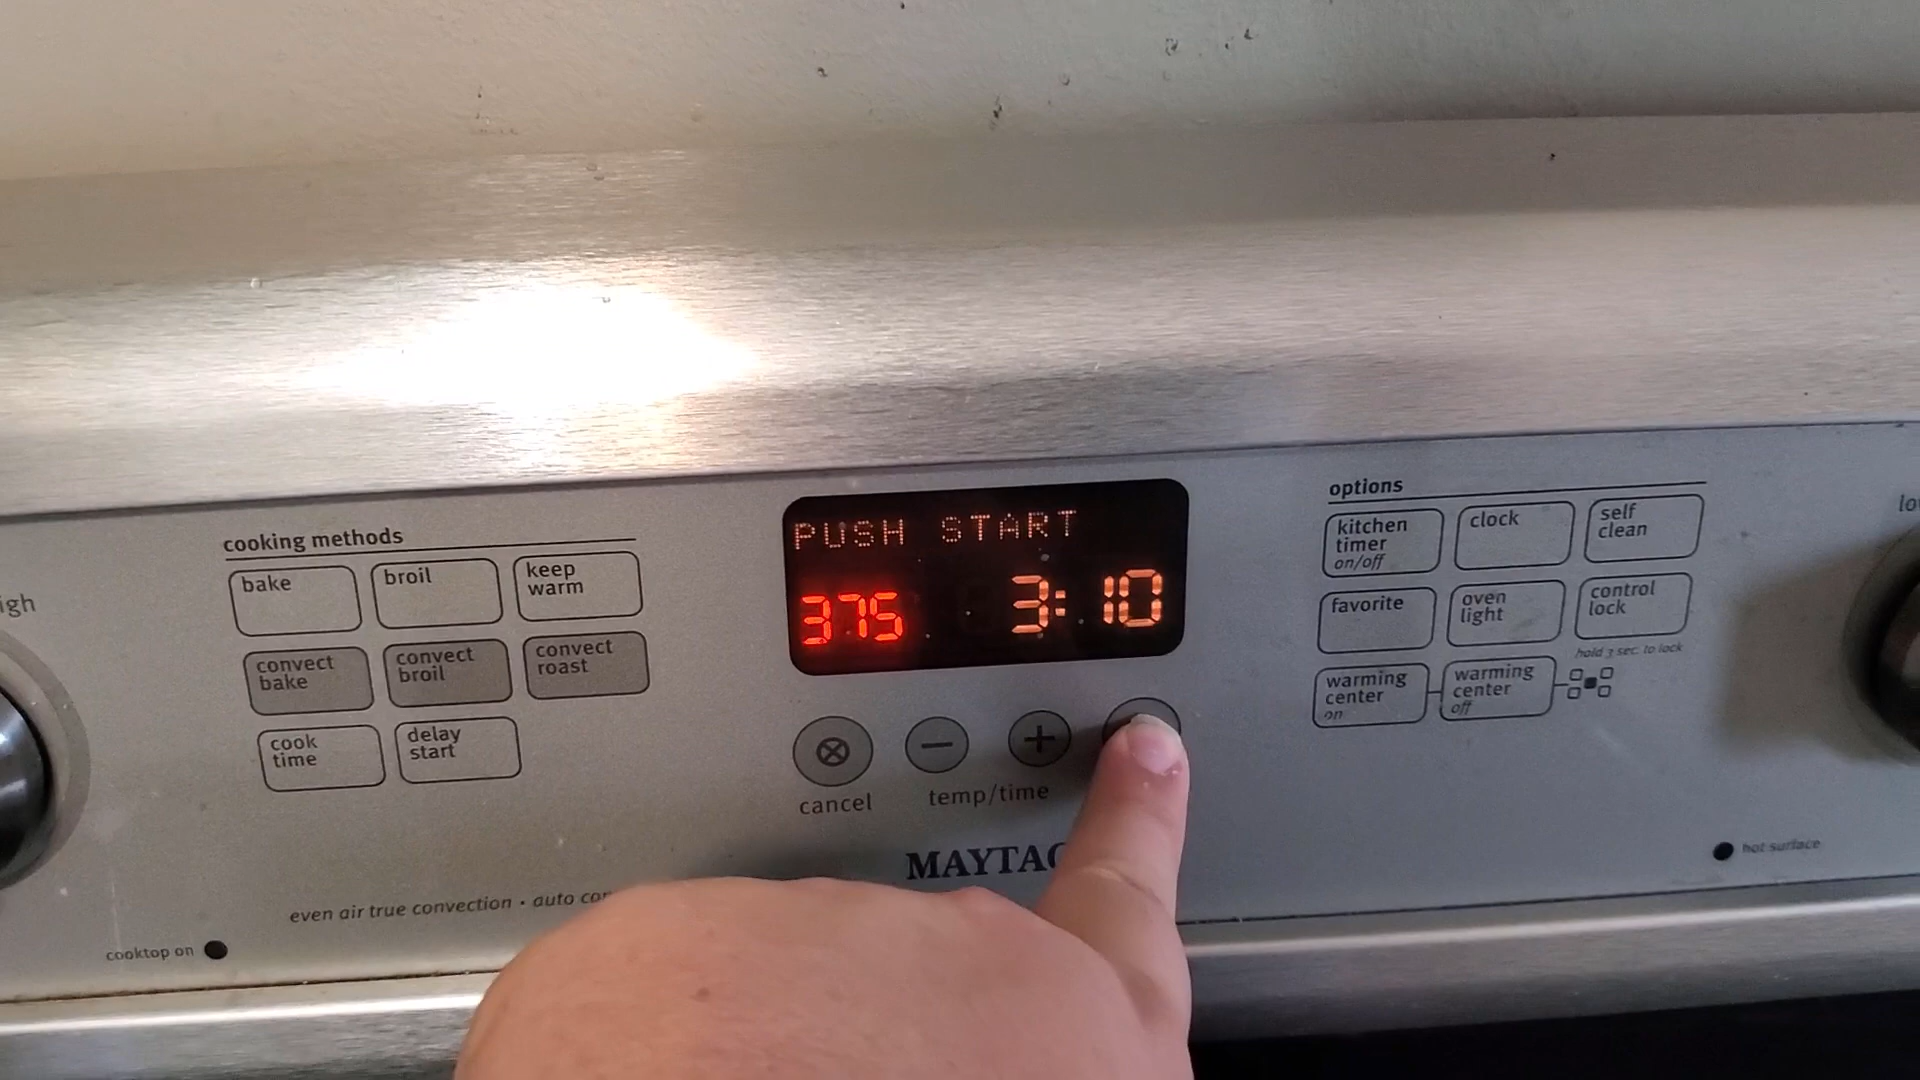 igh
cooking methods
bake
broil
keep
warm
convect
bake
convect
broil
convect
roast
cook
time
delay
start
even air true convection • auto
cooktop on
PUSH START
375 3:10
cancel
temp/time
MAYTAG
options
kitchen
timer
on/off
clock
self
clean
favorite
oven
light
control
lock
hold 3 sec. to lock
warming
center
on
warming
center
off
lo
hot surface